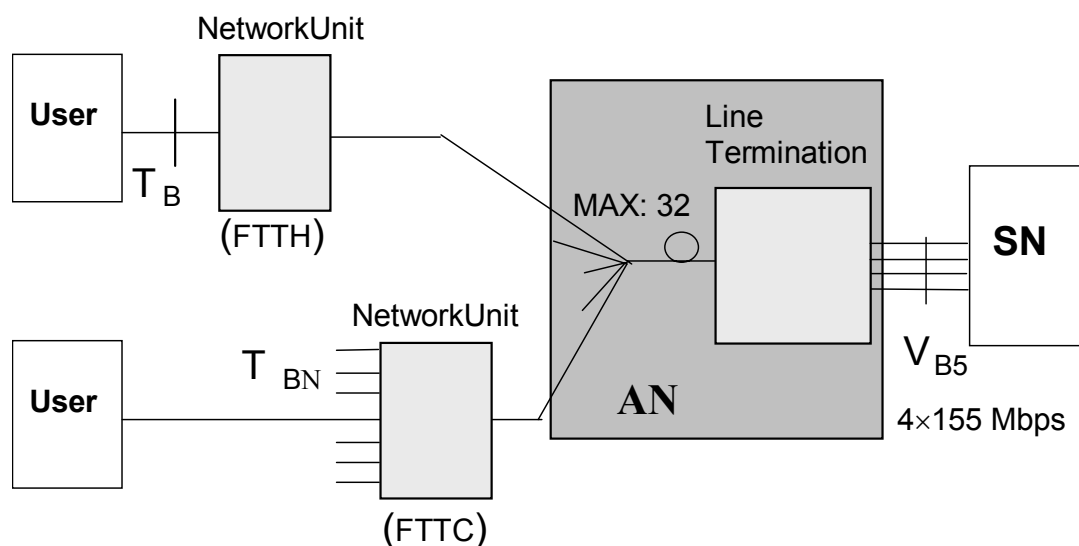 NetworkUnit
User
T B
(FTTH)
Line
Termination
MAX: 32
SN
NetworkUnit
User
T BN
(FTTC)
AN
V B5
4×155 Mbps